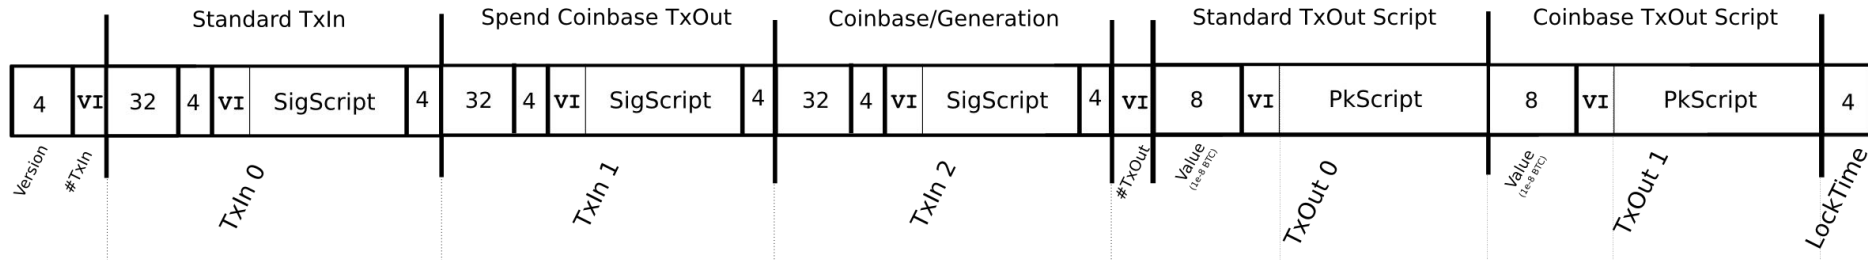 Standard TxIn Spend Coinbase TxOut Coinbase/Generation Standard TxOut Script Coinbase TxOut Script
4 VI 32 4 VI SigScript 4 32 4 VI SigScript 4 32 4 VI SigScript 4 VI 8 VI PkScript 8 VI PkScript 4
Version #TxIn TxIn 0 TxIn 1 TxIn 2 #TxOut Value (1e-8 BTC) TxOut 0 Value (1e-8 BTC) TxOut 1 LockTime